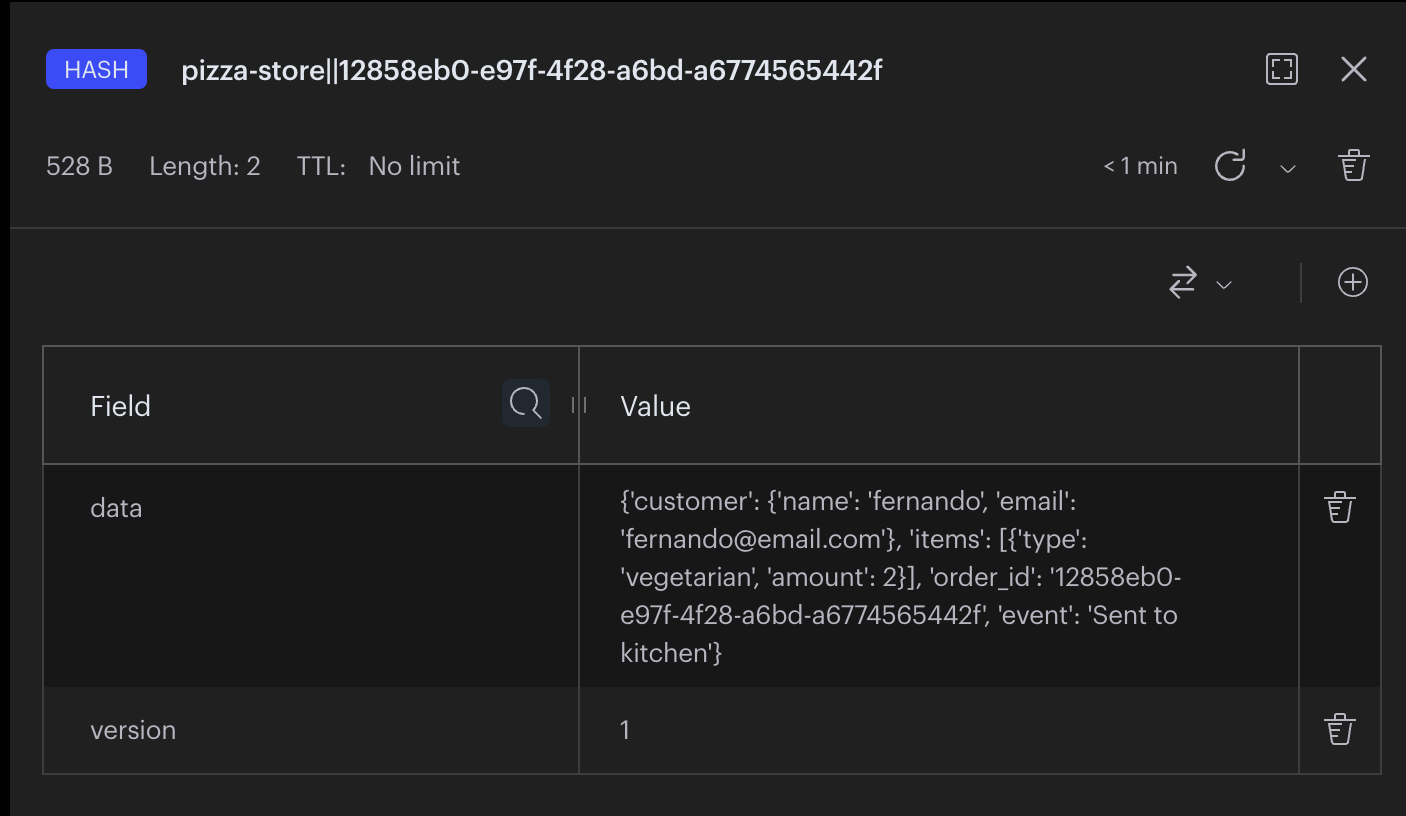 HASH pizza-store||12858eb0-e97f-4f28-a6bd-a6774565442f
528 B Length: 2 TTL: No limit < 1 min
Field Value
data {'customer': {'name': 'fernando', 'email':
'fernando@email.com'}, 'items': [{'type':
'vegetarian', 'amount': 2}], 'order_id': '12858eb0-
e97f-4f28-a6bd-a6774565442f', 'event': 'Sent to
kitchen'}
version 1